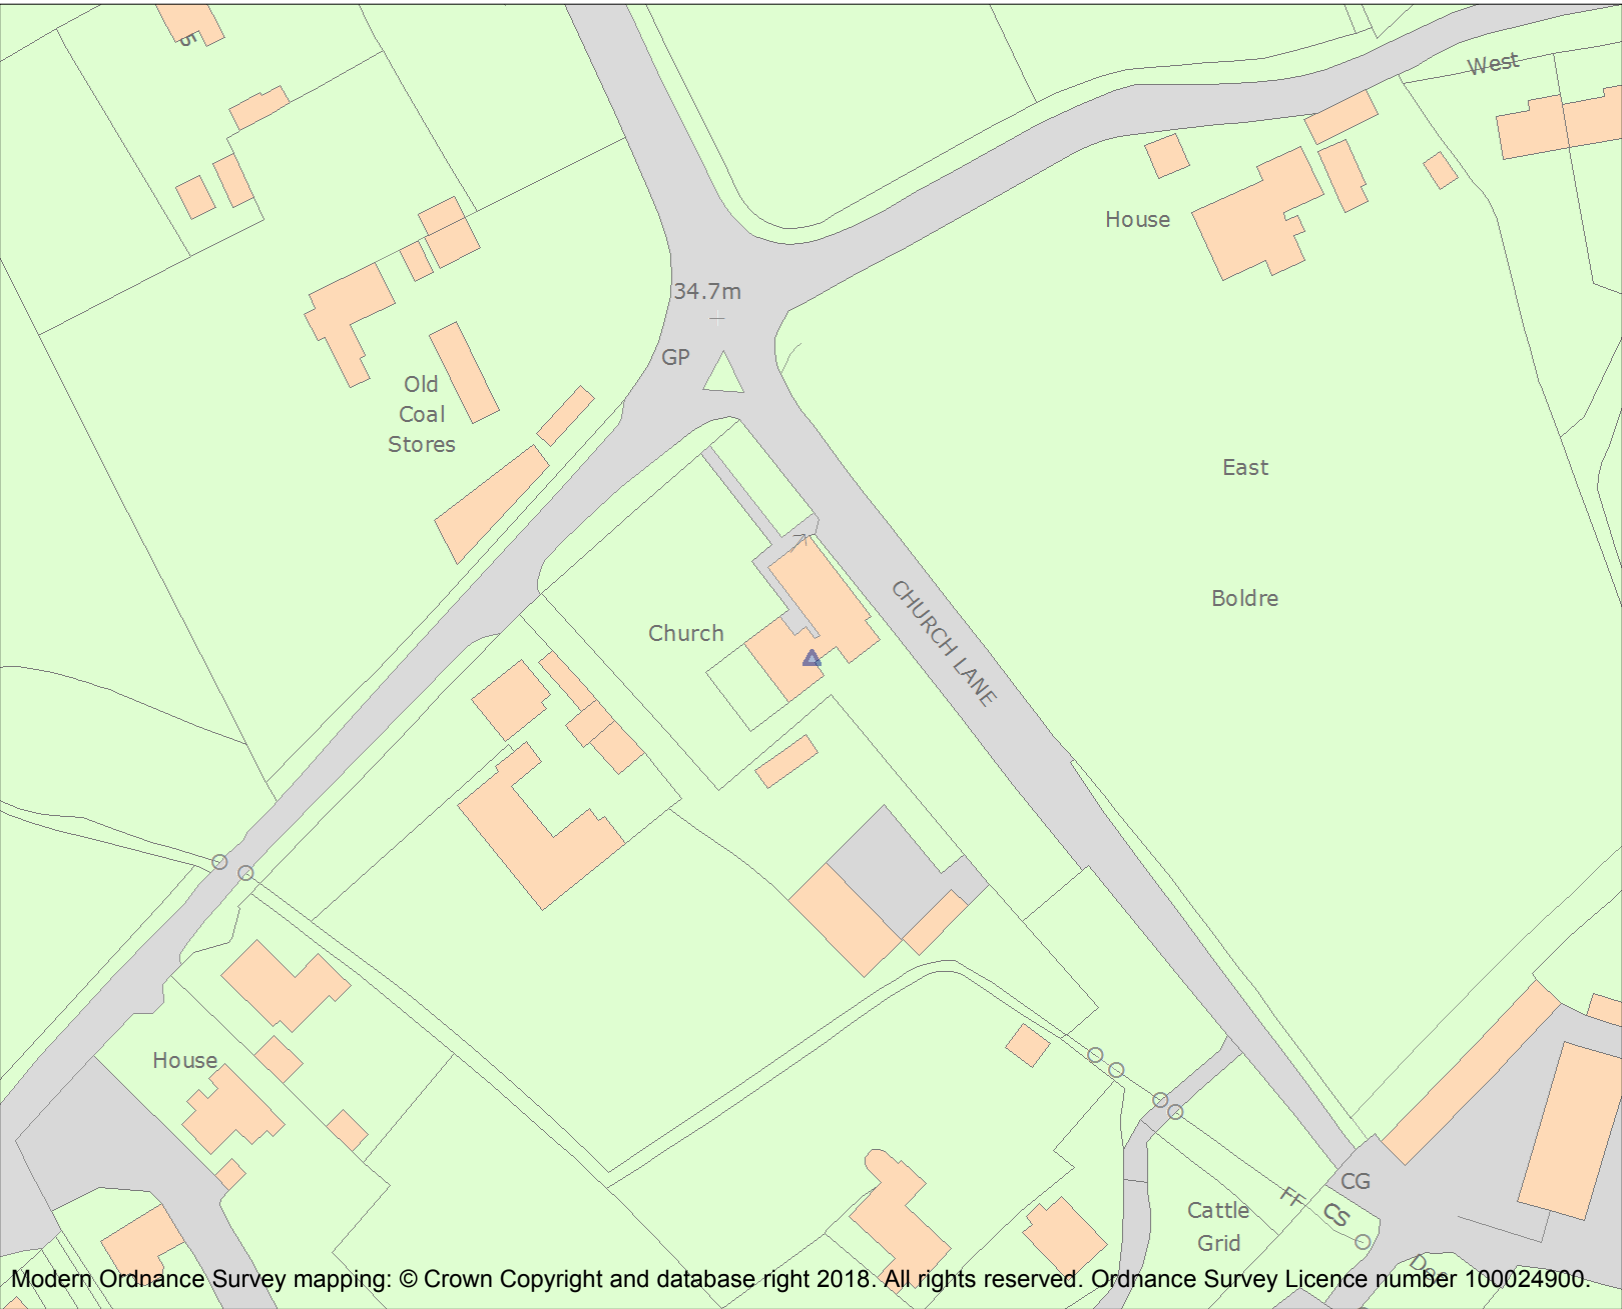 5
West
House
34.7m
GP
Old
Coal
Stores
East
CHURCH LANE
Boldre
Church
House
CG
FF
CS
Cattle
Grid
Modern Ordnance Survey mapping: © Crown Copyright and database right 2018. All rights reserved. Ordnance Survey Licence number 100024900.